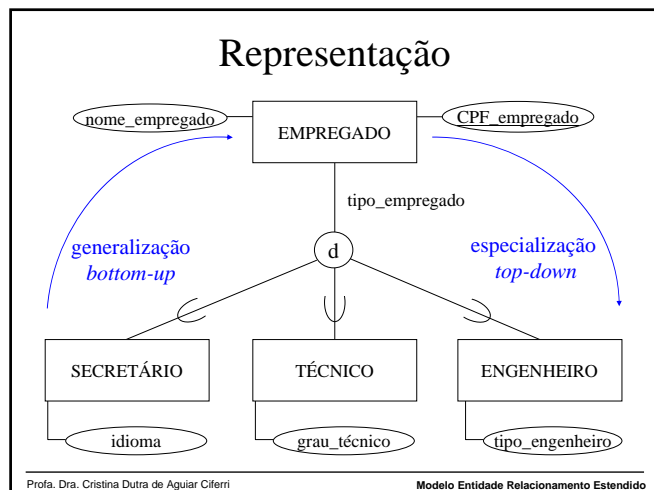 Representação
nome_empregado
CPF_empregado
EMPREGADO
tipo_empregado
generalização
bottom-up
d
especialização
top-down
SECRETÁRIO
TÉCNICO
ENGENHEIRO
idioma
grau_técnico
tipo_engenheiro
Profa. Dra. Cristina Dutra de Aguiar Ciferri
Modelo Entidade Relacionamento Estendido